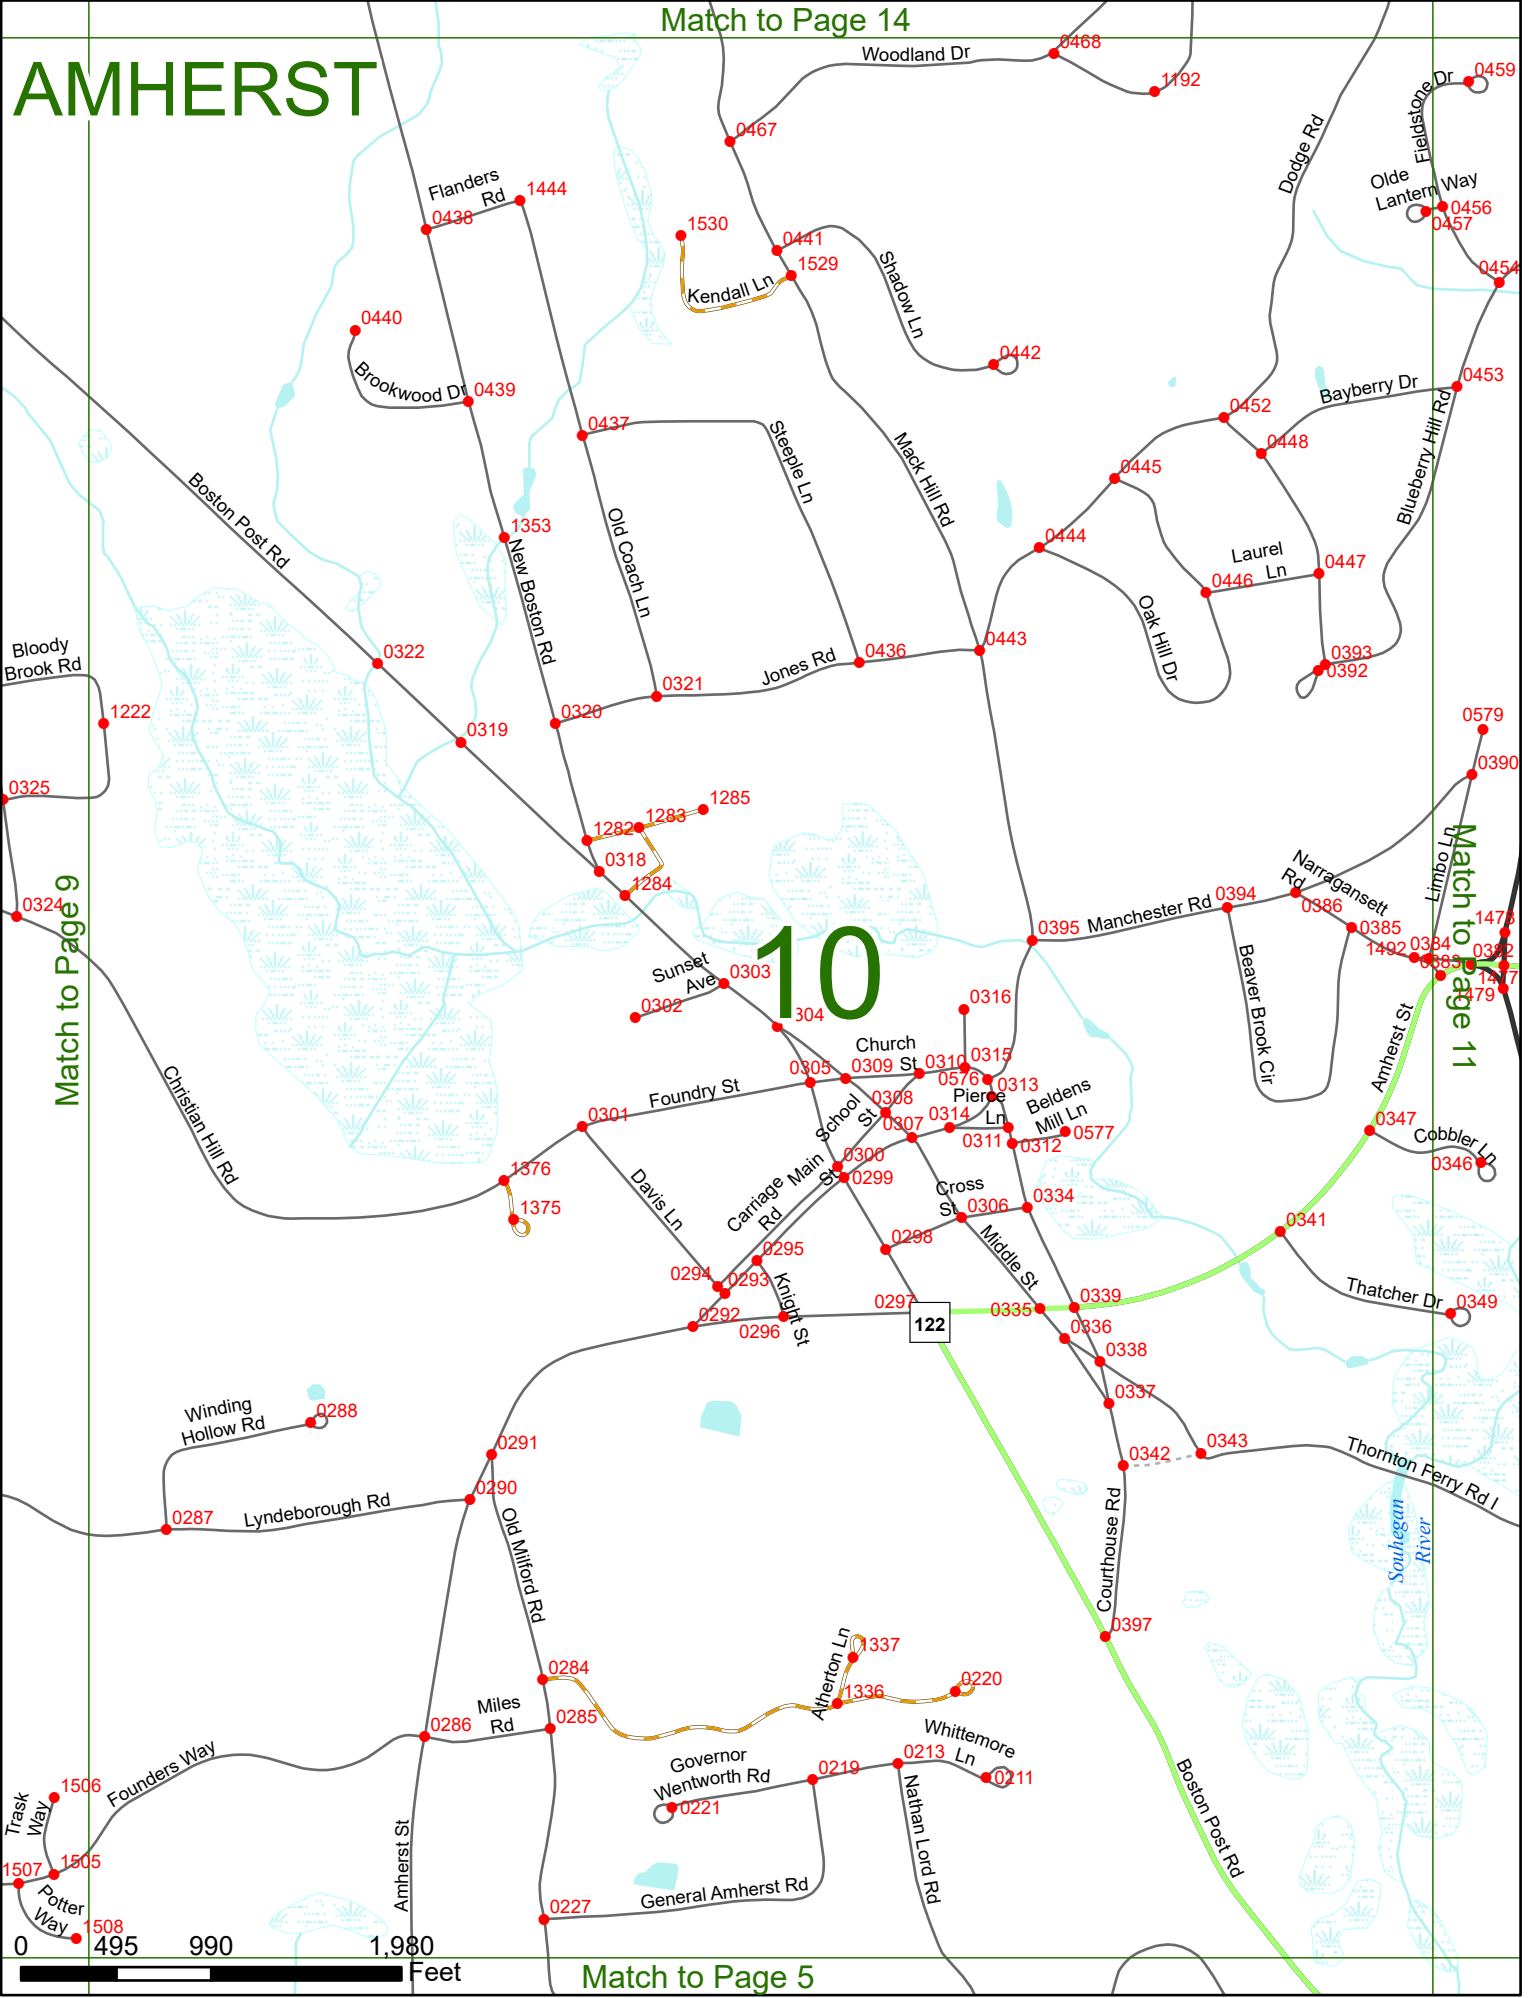 Match to Page 14
AMHERST
Woodland Dr
0468
1192
0459
Fieldstone Dr
0467
Dodge Rd
Flanders
Rd
1444
0438
Olde
Lantern Way
0456
0457
1530
0441
1529
Kendall Ln
Shadow Ln
0454
0440
0442
Brookwood Dr
0439
0453
Bayberry Dr
0452
0437
0448
Steeple Ln
Mack Hill Rd
Blueberry Hill Rd
0445
Boston Post Rd
1353
Old Coach Ln
0444
New Boston Rd
Laurel
Ln
0447
0446
Oak Hill Dr
Bloody
Brook Rd
0322
Jones Rd
0436
0443
0393
0392
0321
1222
0320
0579
0319
0390
0325
1285
1283
1282
0318
1284
Limbo Ln
Match to Page 11
Match to Page 9
0324
Narragansett
Rd
0394
0386
Manchester Rd
0395
0385
1478
1492
0384
0382
0383
1477
1479
10
Sunset
Ave
0303
0302
0316
304
Beaver Brook Cir
Amherst St
Church
St
0305
0309
0310
0315
0576
0313
Christian Hill Rd
Foundry St
0301
0308
Pierce
Ln
Beldens
Mill Ln
School
St
0307
0314
0311
0312
0577
0347
Cobbler Ln
0346
1376
0300
Main
St
0299
1375
Davis Ln
Carriage
Rd
Cross
St
0306
0334
0341
0298
Middle St
0295
0294
0293
Knight St
Thatcher Dr
0349
0297
0292
0296
122
0335
0339
0336
0338
0337
Winding
Hollow Rd
0288
0291
0342
0343
Thornton Ferry Rd I
0290
0287
Lyndeborough Rd
Old Milford Rd
Courthouse Rd
Souhegan
River
0397
Atherton Ln
1337
0284
1336
0220
Miles
Rd
0285
0286
Whittemore
Ln
0213
0211
Governor
Wentworth Rd
0219
0221
Founders Way
1506
Trask
Way
Nathan Lord Rd
Boston Post Rd
1505
1507
Amherst St
General Amherst Rd
0227
Potter
Way
1508
0
495
990
1,980
Feet
Match to Page 5